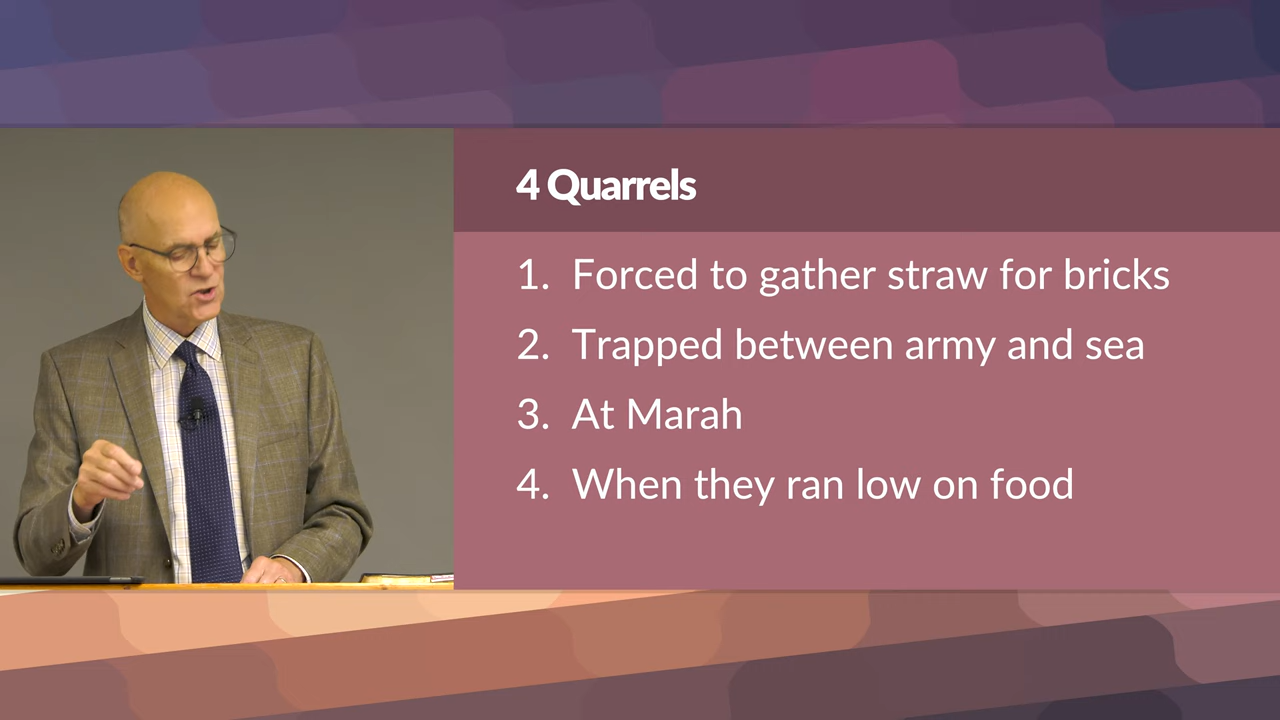 4 Quarrels
1. Forced to gather straw for bricks
2. Trapped between army and sea
3. At Marah
4. When they ran low on food